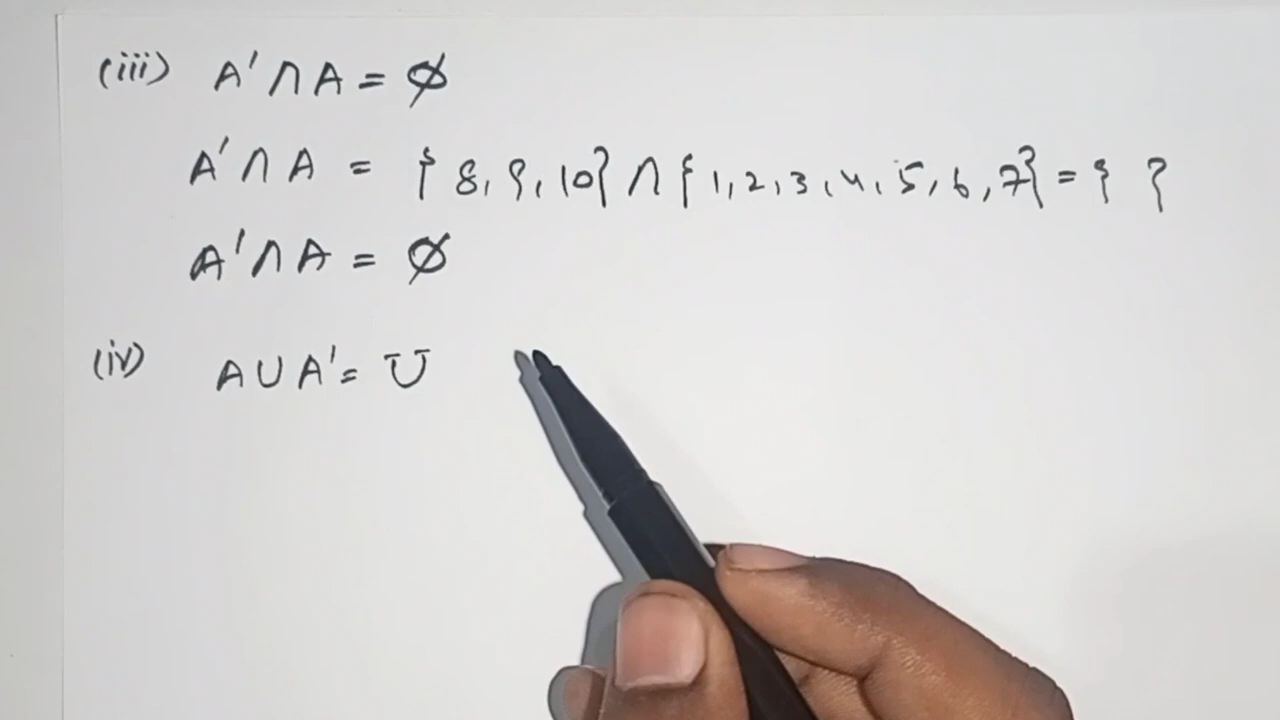 (iii) A' ∩ A = ∅
A' ∩ A = { 8, 9, 10} ∩ { 1, 2, 3, 4, 5, 6, 7} = { }
A' ∩ A = ∅
(iv) A ∪ A' = U